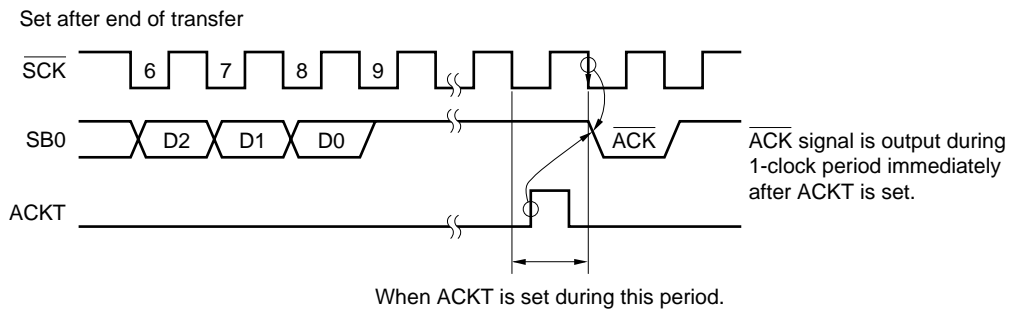 Set after end of transfer
SCK
6 7 8 9
SB0
D2 D1 D0 ACK
ACK signal is output during
1-clock period immediately
after ACKT is set.
ACKT
When ACKT is set during this period.